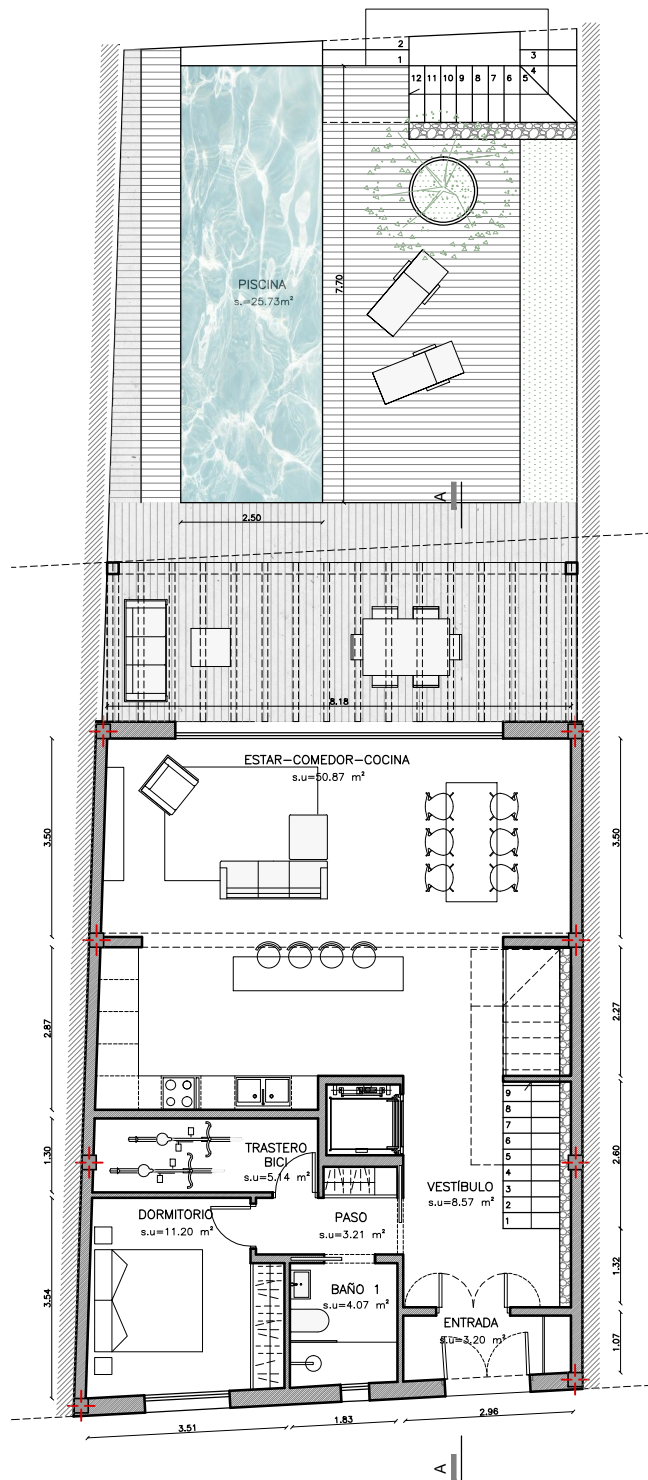 2
1
3
4
12 11 10 9 8 7 6 5
PISCINA
s.=25.73m²
7.70
A
2.50
8.18
ESTAR-COMEDOR-COCINA
s.u=50.87 m²
3.50
3.50
2.87
2.27
9
8
7
6
5
4
3
2
1
TRASTERO
BICI
s.u=5.14 m²
1.30
2.60
VESTÍBULO
s.u=8.57 m²
DORMITORIO
s.u=11.20 m²
PASO
s.u=3.21 m²
BAÑO 1
s.u=4.07 m²
3.54
1.32
ENTRADA
s.u=3.20 m²
1.07
3.51
1.83
2.96
A